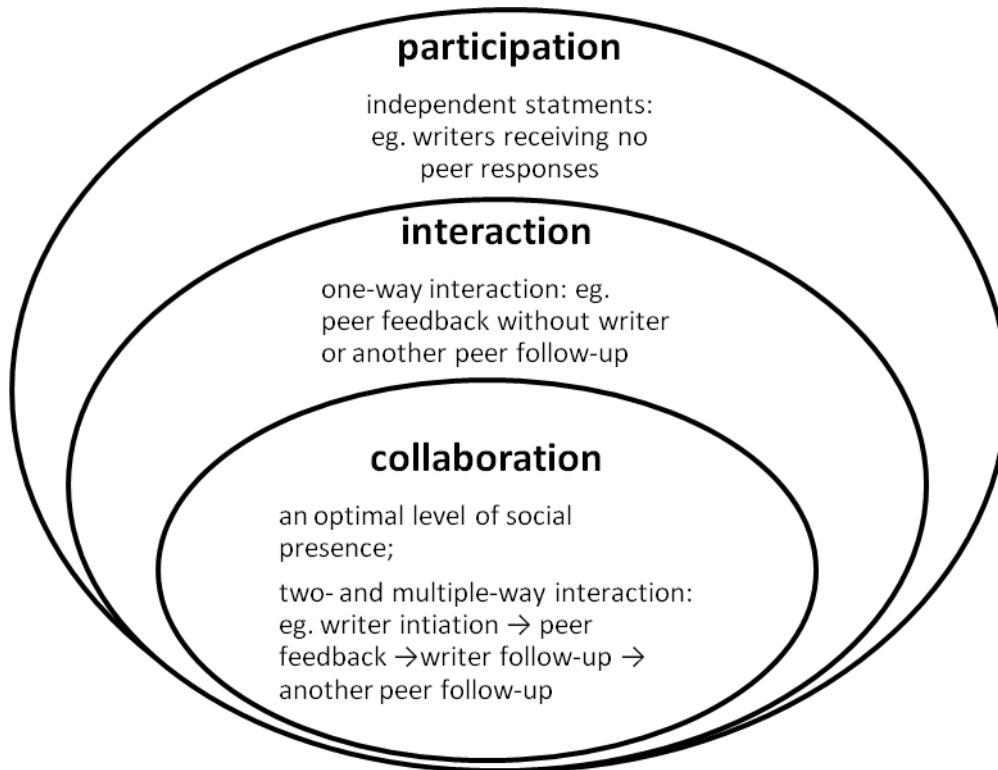 participation
independent statments:
eg. writers receiving no
peer responses
interaction
one-way interaction: eg.
peer feedback without writer
or another peer follow-up
collaboration
an optimal level of social
presence;
two- and multiple-way interaction:
eg. writer intiation → peer
feedback →writer follow-up →
another peer follow-up